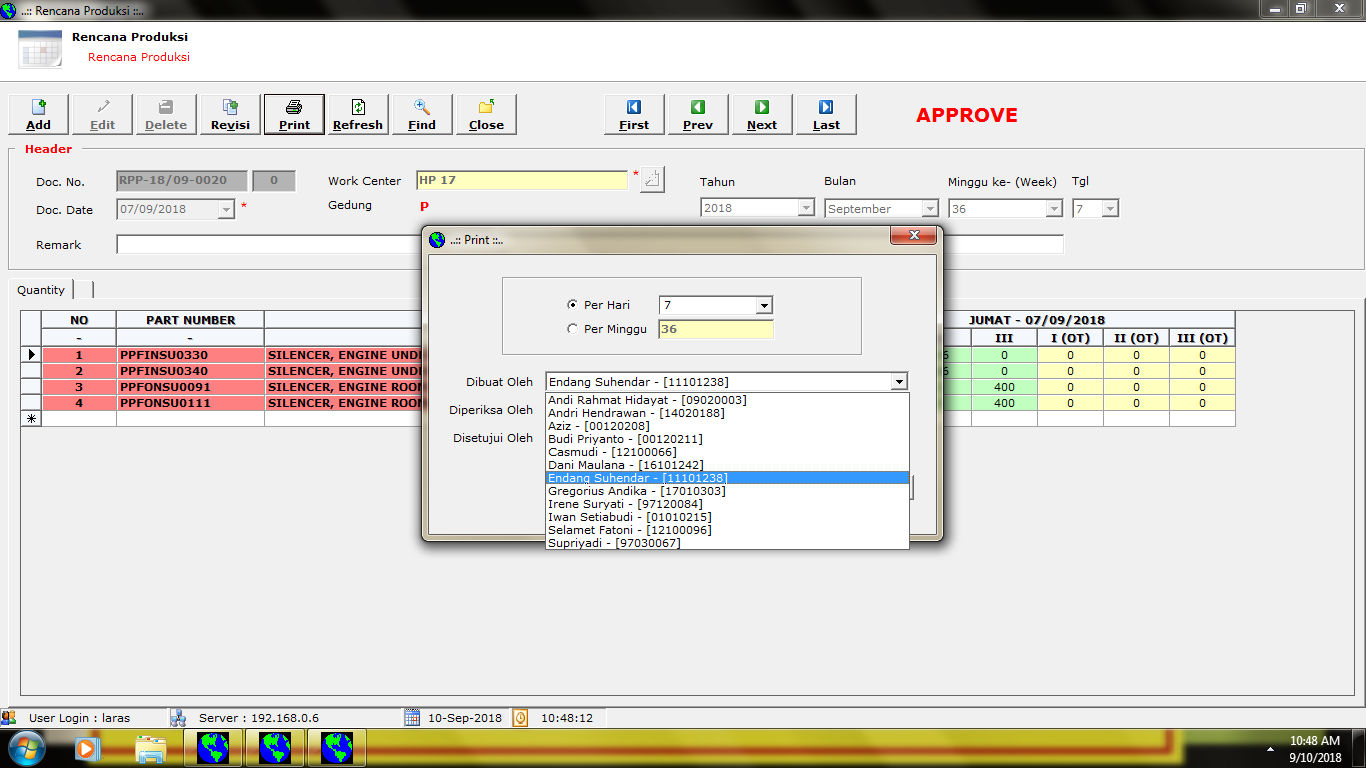 ..:: Rencana Produksi ::..
Rencana Produksi
Rencana Produksi
Add Edit Delete Revisi Print Refresh Find Close First Prev Next Last APPROVE
Header
Doc. No. RPP-18/09-0020 0 Work Center HP 17 * Tahun Bulan Minggu ke- (Week) Tgl
Doc. Date 07/09/2018 * Gedung P 2018 September 36 7
Remark
..:: Print ::..
Quantity
Per Hari 7
Per Minggu 36
NO PART NUMBER JUMAT - 07/09/2018
- - III I (OT) II (OT) III (OT)
1 PPFINSU0330 SILENCER, ENGINE UND 0 0 0 0
2 PPFINSU0340 SILENCER, ENGINE UND 0 0 0 0
3 PPFONSU0091 SILENCER, ENGINE ROO 400 0 0 0
4 PPFONSU0111 SILENCER, ENGINE ROO 400 0 0 0
Dibuat Oleh Endang Suhendar - [11101238]
Diperiksa Oleh
Disetujui Oleh
Andi Rahmat Hidayat - [09020003]
Andri Hendrawan - [14020188]
Aziz - [00120208]
Budi Priyanto - [00120211]
Casmudi - [12100066]
Dani Maulana - [16101242]
Endang Suhendar - [11101238]
Gregorius Andika - [17010303]
Irene Suryati - [97120084]
Iwan Setiabudi - [01010215]
Selamet Fatoni - [12100096]
Supriyadi - [97030067]
User Login : laras Server : 192.168.0.6 10-Sep-2018 10:48:12
10:48 AM
9/10/2018